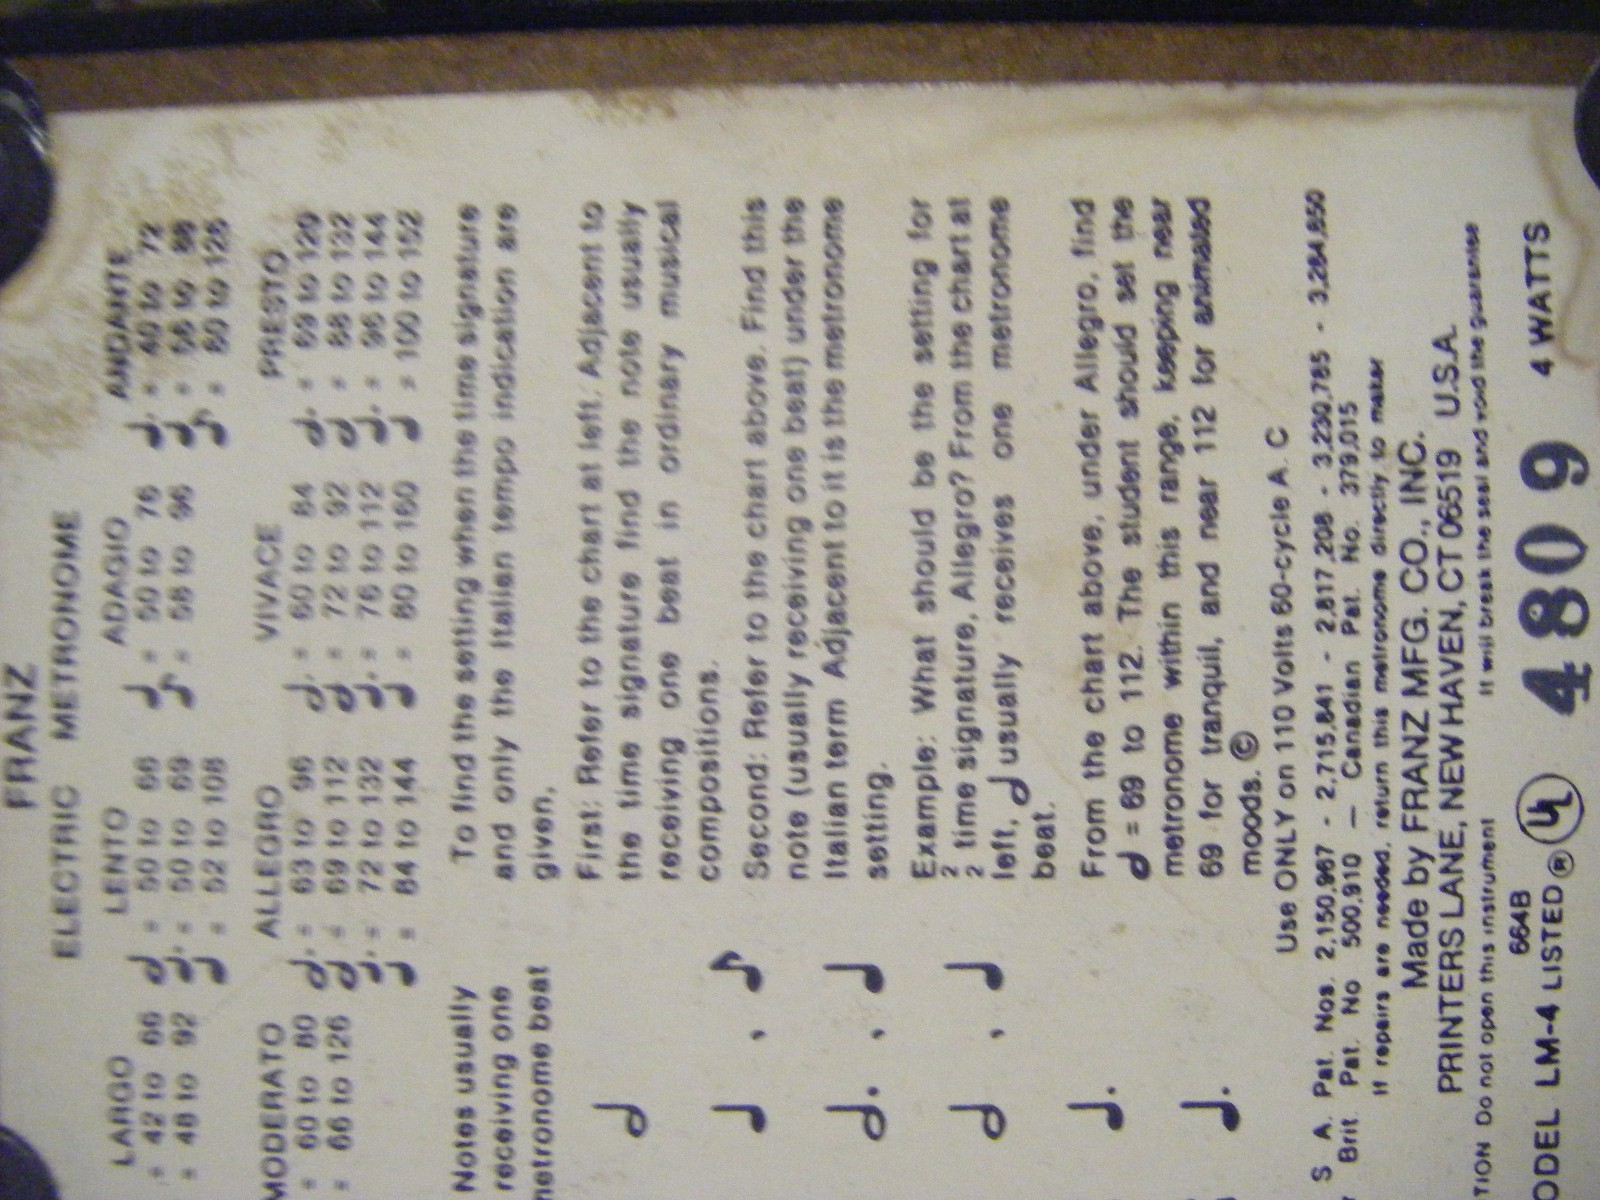 FRANZ
ELECTRIC METRONOME
LARGO LENTO ADAGIO ANDANTE
= 42 to 66 𝅗𝅥 = 50 to 66 𝅗𝅥 = 50 to 76 𝅗𝅥. = 40 to 72
= 48 to 92 ♩. = 50 to 69 ♪ = 56 to 96 ♩ = 56 to 88
♩ = 52 to 108 ♪ = 60 to 126
MODERATO ALLEGRO VIVACE PRESTO
= 60 to 80 𝅗𝅥. = 63 to 96 𝅗𝅥. = 60 to 84 𝅗𝅥. = 69 to 120
= 66 to 126 𝅗𝅥 = 69 to 112 𝅗𝅥 = 72 to 92 𝅗𝅥 = 88 to 132
♩. = 72 to 132 ♩. = 76 to 112 ♩. = 96 to 144
♩ = 84 to 144 ♩ = 80 to 160 ♩ = 100 to 152
Notes usually
receiving one
metronome beat
𝅗𝅥
♩ , ♪
𝅗𝅥. , ♩
𝅗𝅥 , ♩
♩.
♩.
To find the setting when the time signature
and only the Italian tempo indication are
given,
First: Refer to the chart at left. Adjacent to
the time signature find the note usually
receiving one beat in ordinary musical
compositions.
Second: Refer to the chart above. Find this
note (usually receiving one beat) under the
Italian term Adjacent to it is the metronome
setting.
Example: What should be the setting for
2
2 time signature, Allegro? From the chart at
left, 𝅗𝅥 usually receives one metronome
beat.
From the chart above, under Allegro, find
𝅗𝅥 = 69 to 112. The student should set the
metronome within this range, keeping near
69 for tranquil, and near 112 for animated
moods. ©
Use ONLY on 110 Volts 60-cycle A. C
S A. Pat. Nos. 2,150,967 - 2,715,841 - 2,817,208 - 3,230,785 - 3,264,650
Brit. Pat. No 500,910 — Canadian Pat. No. 379,015
If repairs are needed, return this metronome directly to maker
Made by FRANZ MFG. CO., INC.
PRINTERS LANE, NEW HAVEN, CT 06519 U.S.A.
TION Do not open this instrument It will break the seal and void the guarantee
664B
ODEL LM-4 LISTED ® UL 4809 4 WATTS